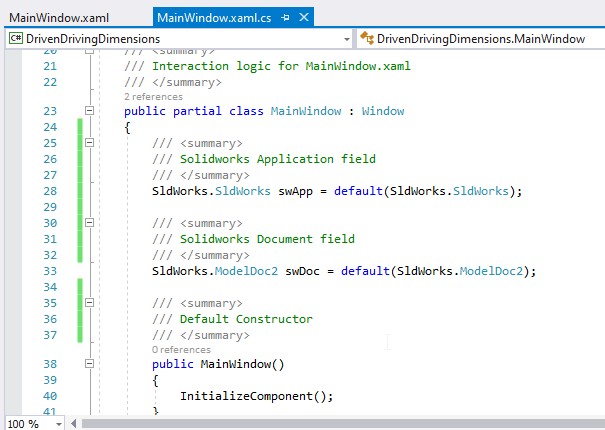 MainWindow.xaml MainWindow.xaml.cs
C# DrivenDrivingDimensions DrivenDrivingDimensions.MainWindow
20 /// <summary>
21 /// Interaction logic for MainWindow.xaml
22 /// </summary>
2 references
23 public partial class MainWindow : Window
24 {
25 /// <summary>
26 /// Solidworks Application field
27 /// </summary>
28 SldWorks.SldWorks swApp = default(SldWorks.SldWorks);
29
30 /// <summary>
31 /// Solidworks Document field
32 /// </summary>
33 SldWorks.ModelDoc2 swDoc = default(SldWorks.ModelDoc2);
34
35 /// <summary>
36 /// Default Constructor
37 /// </summary>
0 references
38 public MainWindow()
39 {
40 InitializeComponent();
41 }
100 %